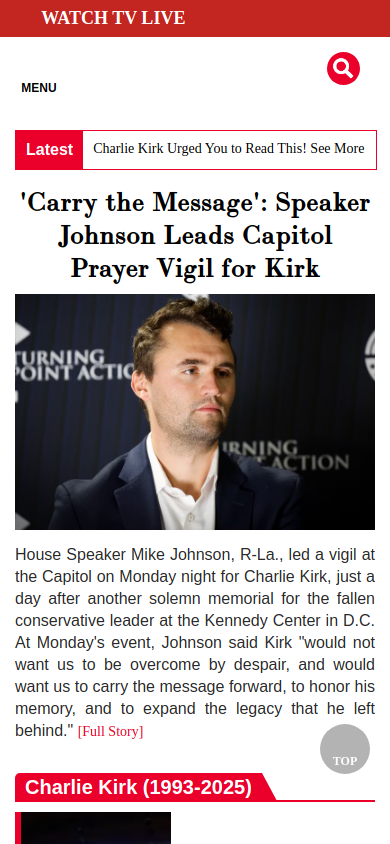 WATCH TV LIVE
MENU
Latest
Charlie Kirk Urged You to Read This! See More
'Carry the Message': Speaker
Johnson Leads Capitol
Prayer Vigil for Kirk
TURNING
POINT ACTION
TURNING
POINT ACTION
House Speaker Mike Johnson, R-La., led a vigil at
the Capitol on Monday night for Charlie Kirk, just a
day after another solemn memorial for the fallen
conservative leader at the Kennedy Center in D.C.
At Monday's event, Johnson said Kirk "would not
want us to be overcome by despair, and would
want us to carry the message forward, to honor his
memory, and to expand the legacy that he left
behind." [Full Story]
TOP
Charlie Kirk (1993-2025)